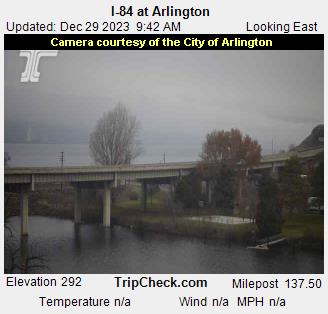 I-84 at Arlington
Updated: Dec 29 2023 9:42 AM Looking East
Camera courtesy of the City of Arlington
Elevation 292 TripCheck.com Milepost 137.50
Temperature n/a Wind n/a MPH n/a